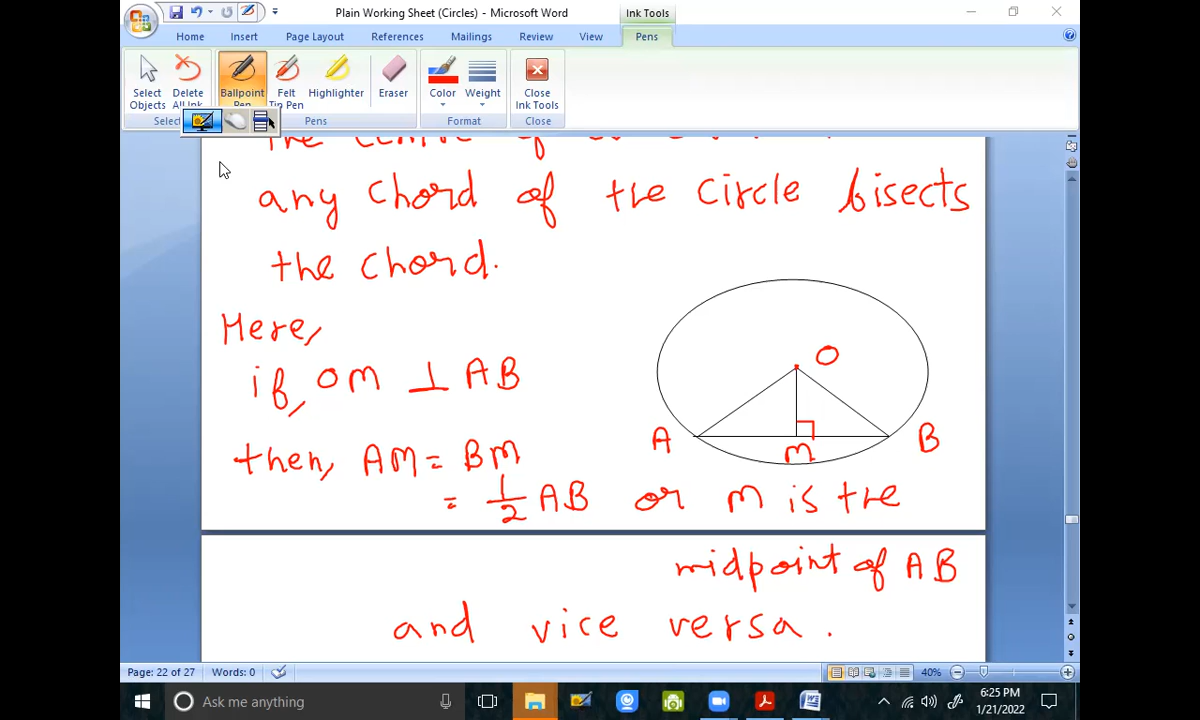 Plain Working Sheet (Circles) - Microsoft Word
Ink Tools
Home Insert Page Layout References Mailings Review View Pens
Select Objects
Delete All Ink
Ballpoint Pen
Felt Tip Pen
Highlighter
Eraser
Color
Weight
Close Ink Tools
Select Pens Format Close
the centre of
any chord of the circle bisects
the chord.
Here,
if, OM ⊥ AB
then, AM = BM
= 1/2 AB or M is the
midpoint of AB
and vice versa.
O
A
M
B
Page: 22 of 27 Words: 0 40%
Ask me anything
6:25 PM
1/21/2022